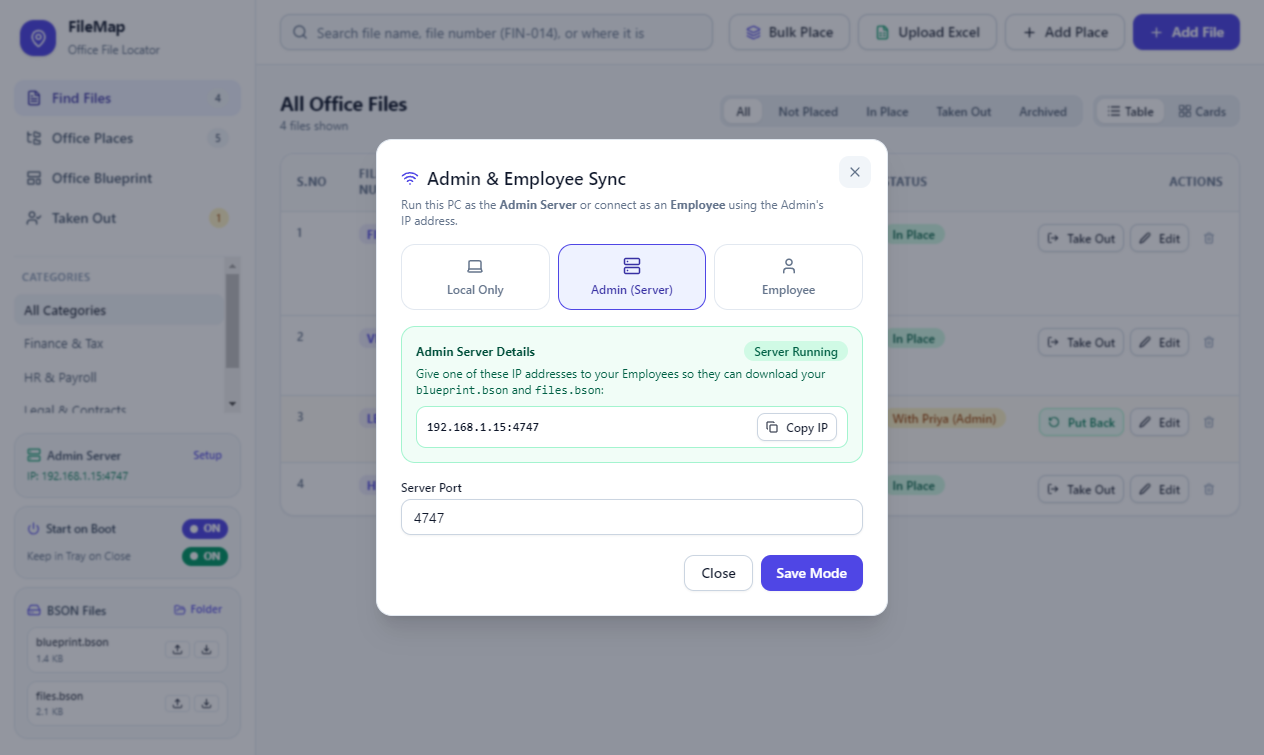 FileMap
Office File Locator
Search file name, file number (FIN-014), or where it is
Bulk Place
Upload Excel
Add Place
Add File
Find Files 4
Office Places 5
Office Blueprint
Taken Out 1
CATEGORIES
All Categories
Finance & Tax
HR & Payroll
Legal & Contracts
Admin Server Setup
IP: 192.168.1.15:4747
Start on Boot ON
Keep in Tray on Close ON
BSON Files Folder
blueprint.bson
1.4 KB
files.bson
2.1 KB
All Office Files
4 files shown
All Not Placed In Place Taken Out Archived
Table Cards
S.NO ACTIONS
1 In Place Take Out Edit
2 In Place Take Out Edit
3 With Priya (Admin) Put Back Edit
4 In Place Take Out Edit
Admin & Employee Sync
Run this PC as the Admin Server or connect as an Employee using the Admin's
IP address.
Local Only
Admin (Server)
Employee
Admin Server Details Server Running
Give one of these IP addresses to your Employees so they can download your
blueprint.bson and files.bson:
192.168.1.15:4747 Copy IP
Server Port
4747
Close Save Mode